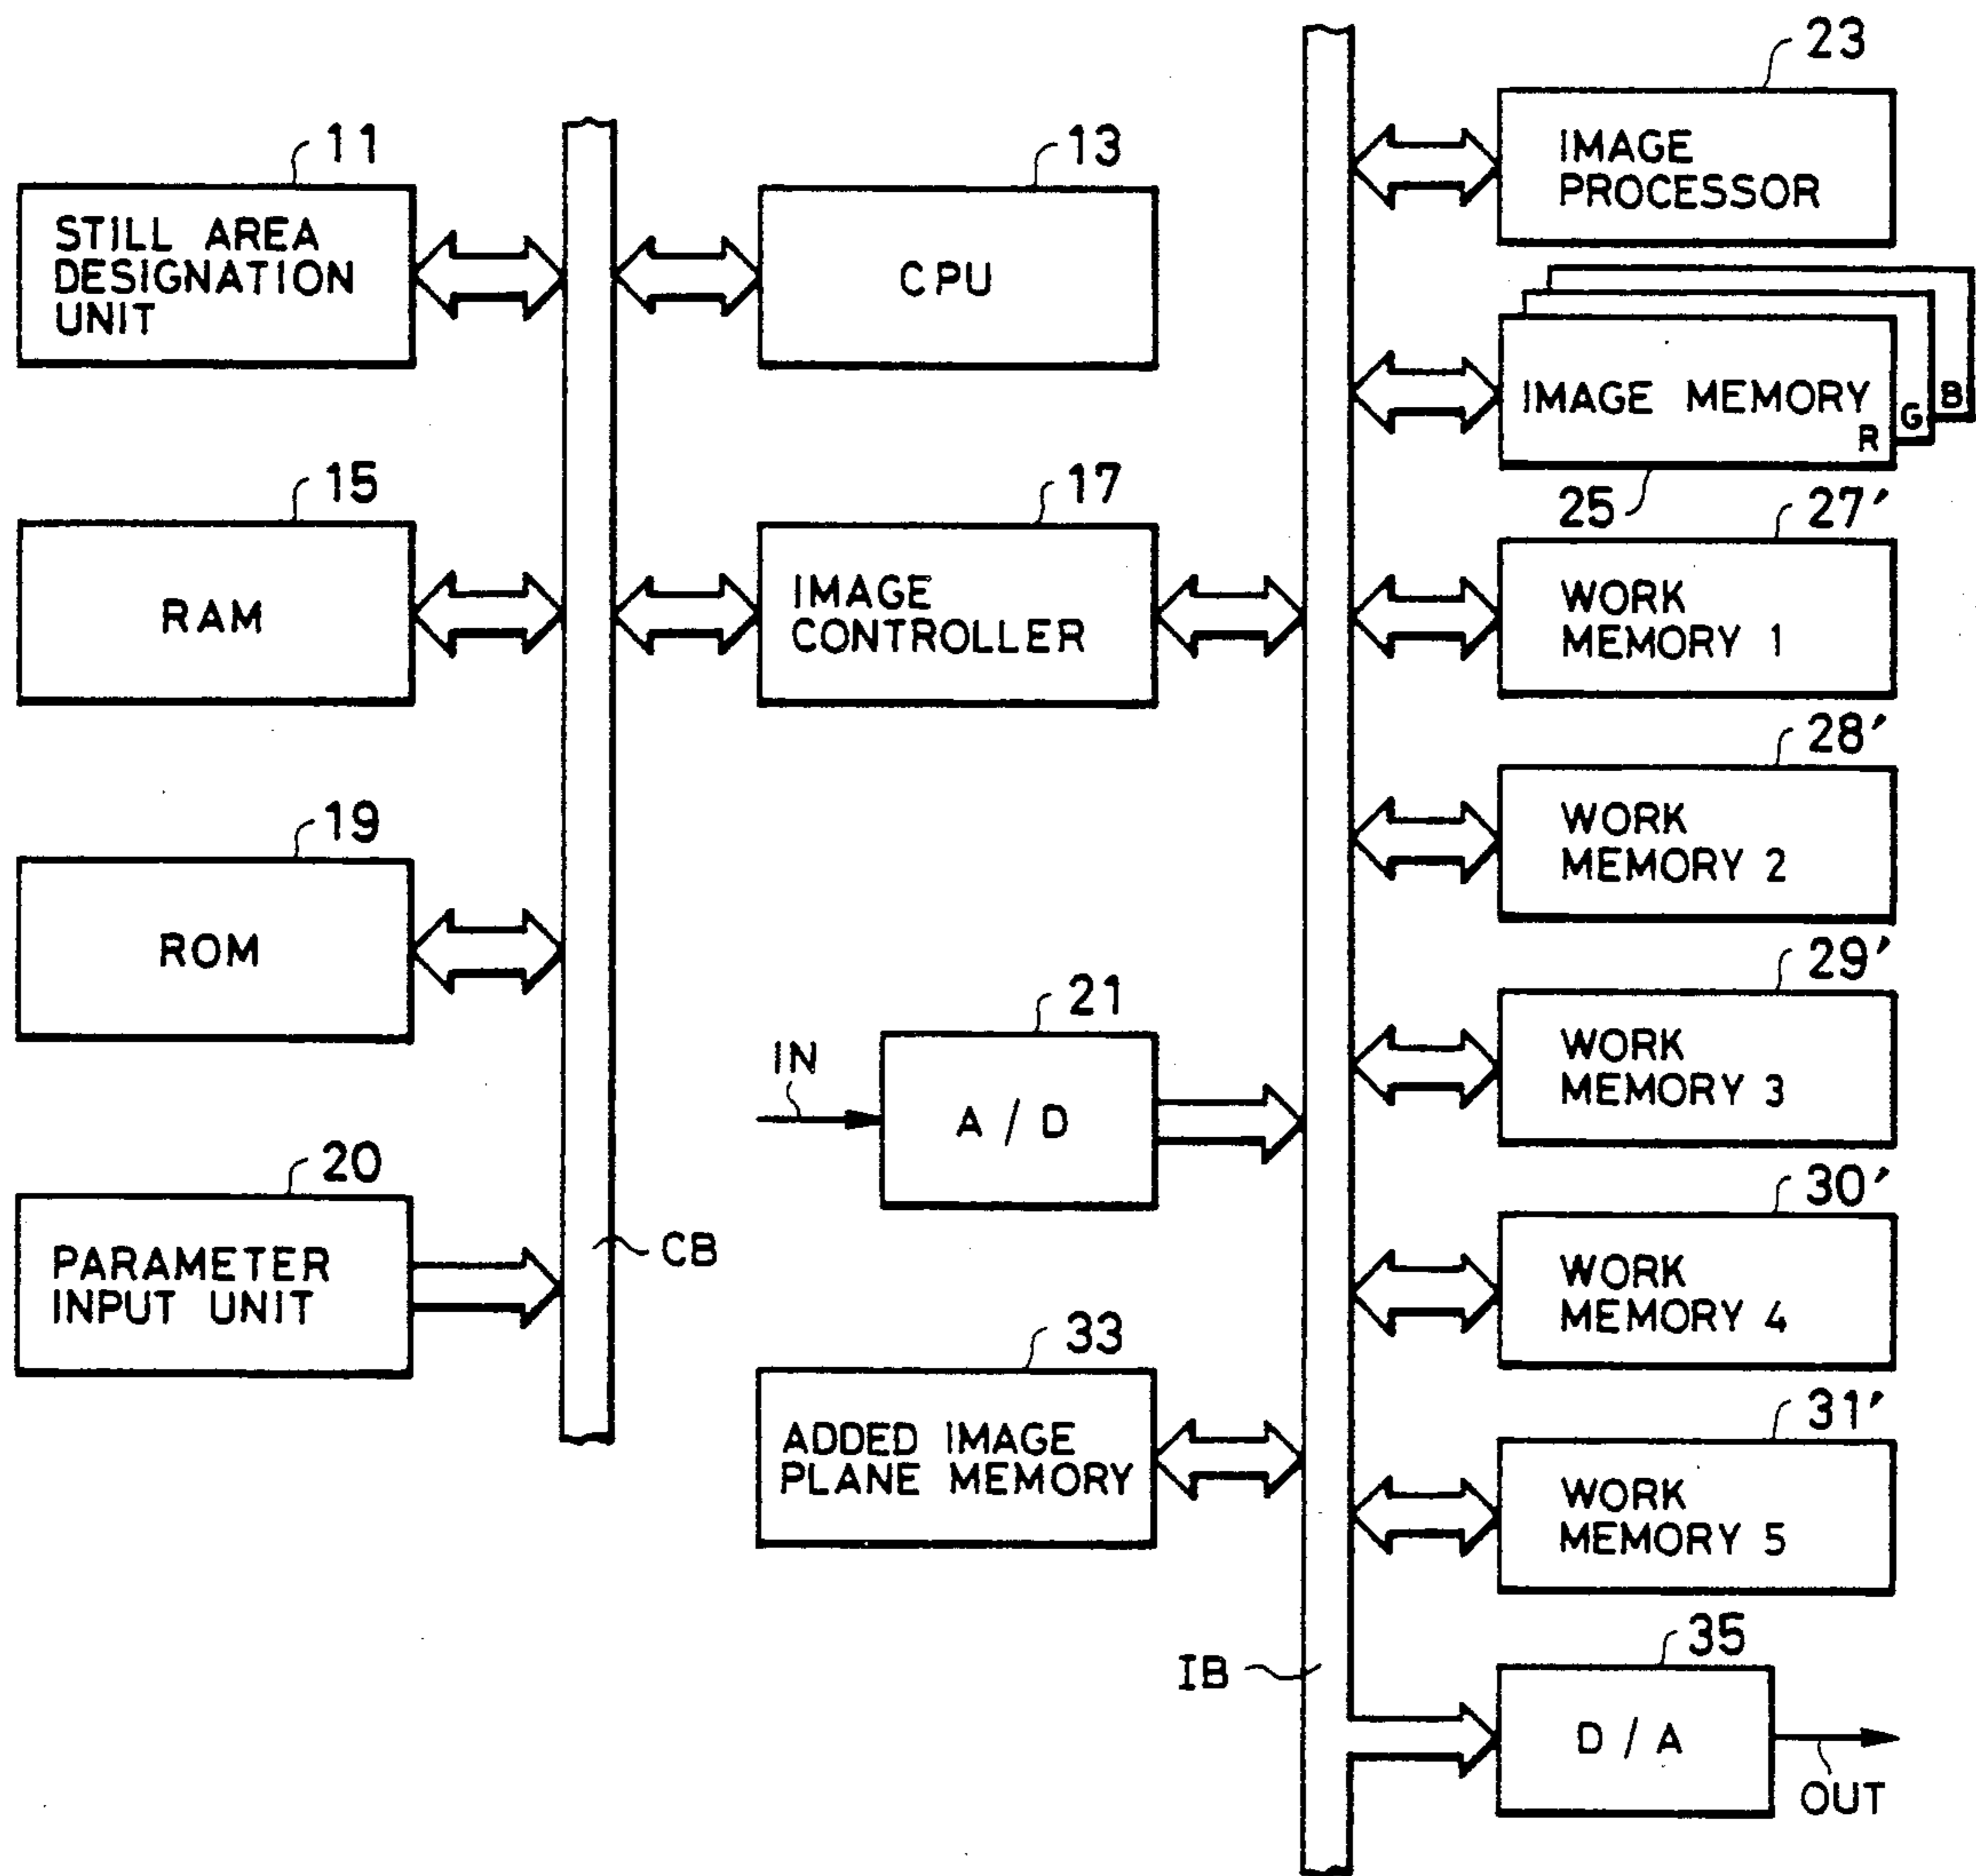 11
STILL AREA
DESIGNATION
UNIT
13
CPU
23
IMAGE
PROCESSOR
IMAGE MEMORY
R
G
B
25
15
RAM
17
IMAGE
CONTROLLER
27'
WORK
MEMORY 1
28'
WORK
MEMORY 2
19
ROM
29'
WORK
MEMORY 3
21
IN
A / D
20
PARAMETER
INPUT UNIT
CB
30'
WORK
MEMORY 4
33
ADDED IMAGE
PLANE MEMORY
31'
WORK
MEMORY 5
IB
35
D / A
OUT